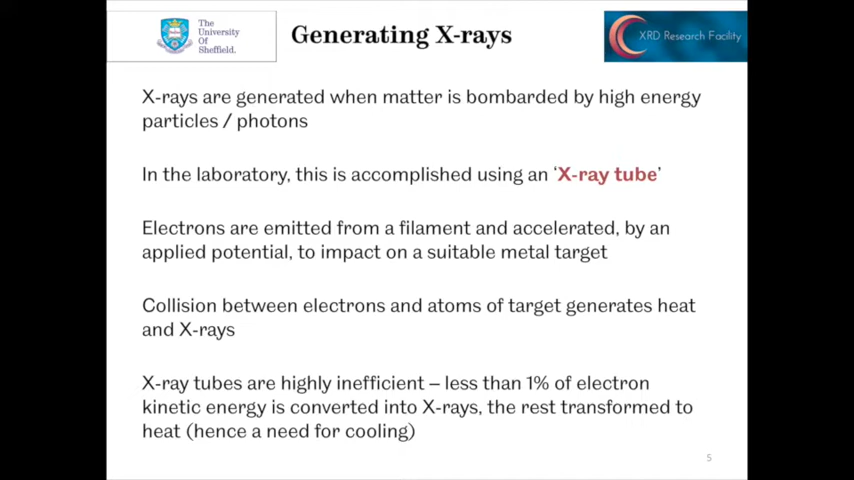 The
University
Of
Sheffield.
Generating X-rays
XRD Research Facility
X-rays are generated when matter is bombarded by high energy
particles / photons
In the laboratory, this is accomplished using an ‘X-ray tube’
Electrons are emitted from a filament and accelerated, by an
applied potential, to impact on a suitable metal target
Collision between electrons and atoms of target generates heat
and X-rays
X-ray tubes are highly inefficient – less than 1% of electron
kinetic energy is converted into X-rays, the rest transformed to
heat (hence a need for cooling)
5